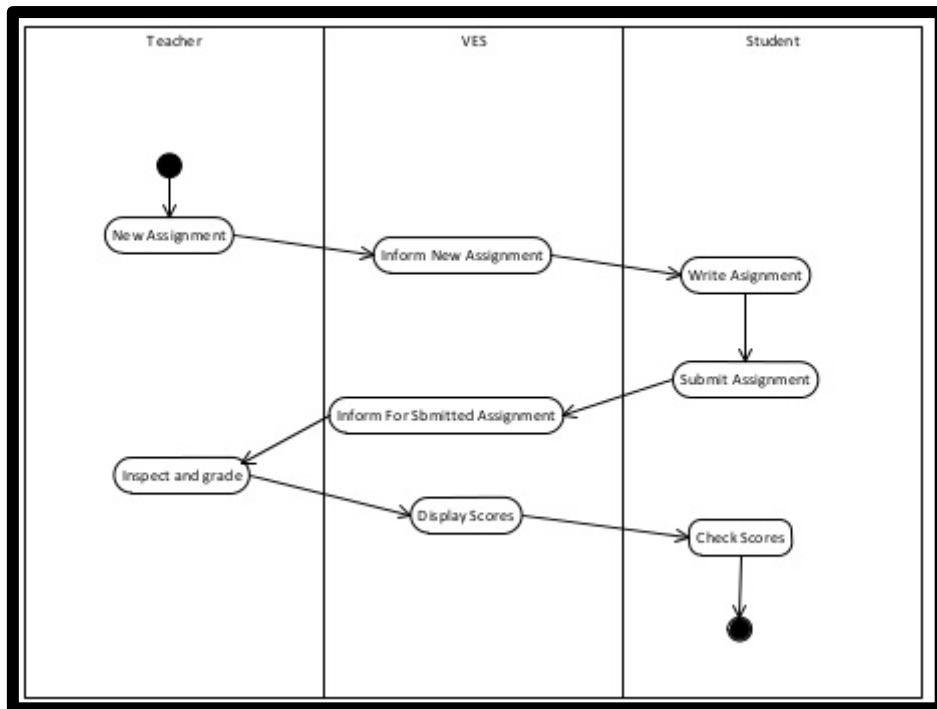 Teacher
VES
Student
New Assignment
Inform New Assignment
Write Asignment
Submit Assignment
Inform For Sbmitted Assignment
Inspect and grade
Display Scores
Check Scores